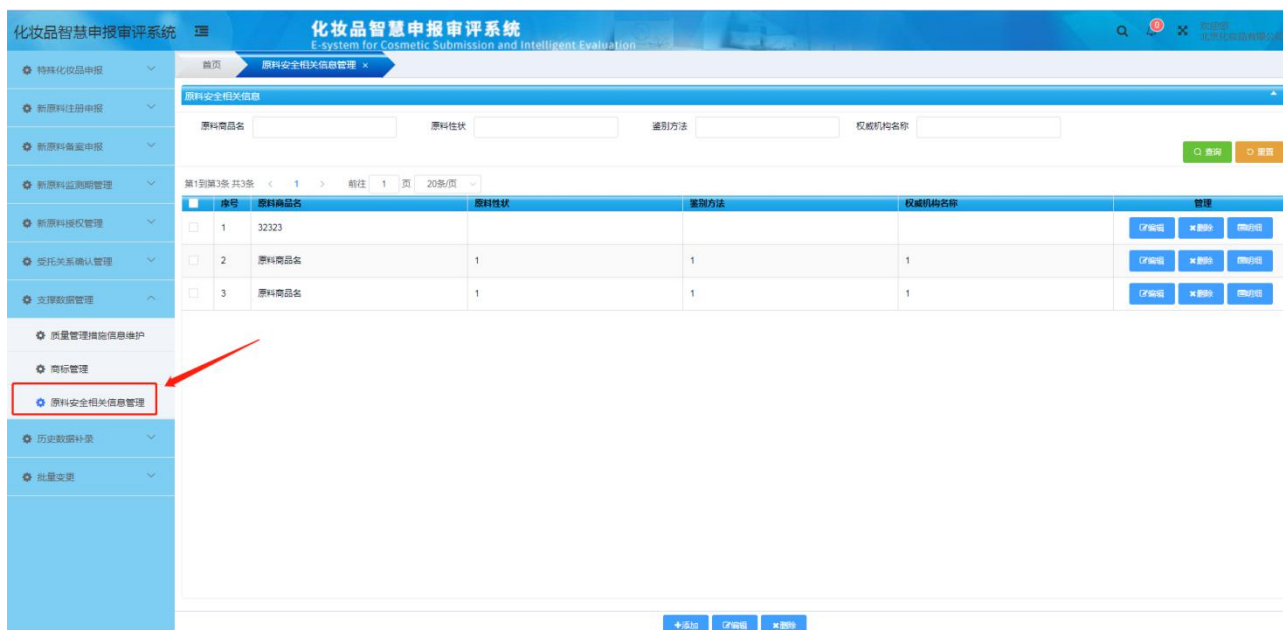 化妆品智慧申报审评系统
化妆品智慧申报审评系统
E-system for Cosmetic Submission and Intelligent Evaluation
0
欢迎您
特殊化妆品申报
新原料注册申报
新原料备案申报
新原料监测期管理
新原料授权管理
受托关系确认管理
支撑数据管理
质量管理措施信息维护
商标管理
原料安全相关信息管理
历史数据补录
批量变更
首页 原料安全相关信息管理 ×
原料安全相关信息
原料商品名 原料性状 鉴别方法 权威机构名称
查询 重置
第1到第3条 共3条 < 1 > 前往 1 页 20条/页
序号 原料商品名 原料性状 鉴别方法 权威机构名称 管理
1 32323 编辑 ×删除 明细
2 原料商品名 1 1 1 编辑 ×删除 明细
3 原料商品名 1 1 1 编辑 ×删除 明细
+添加 编辑 ×删除